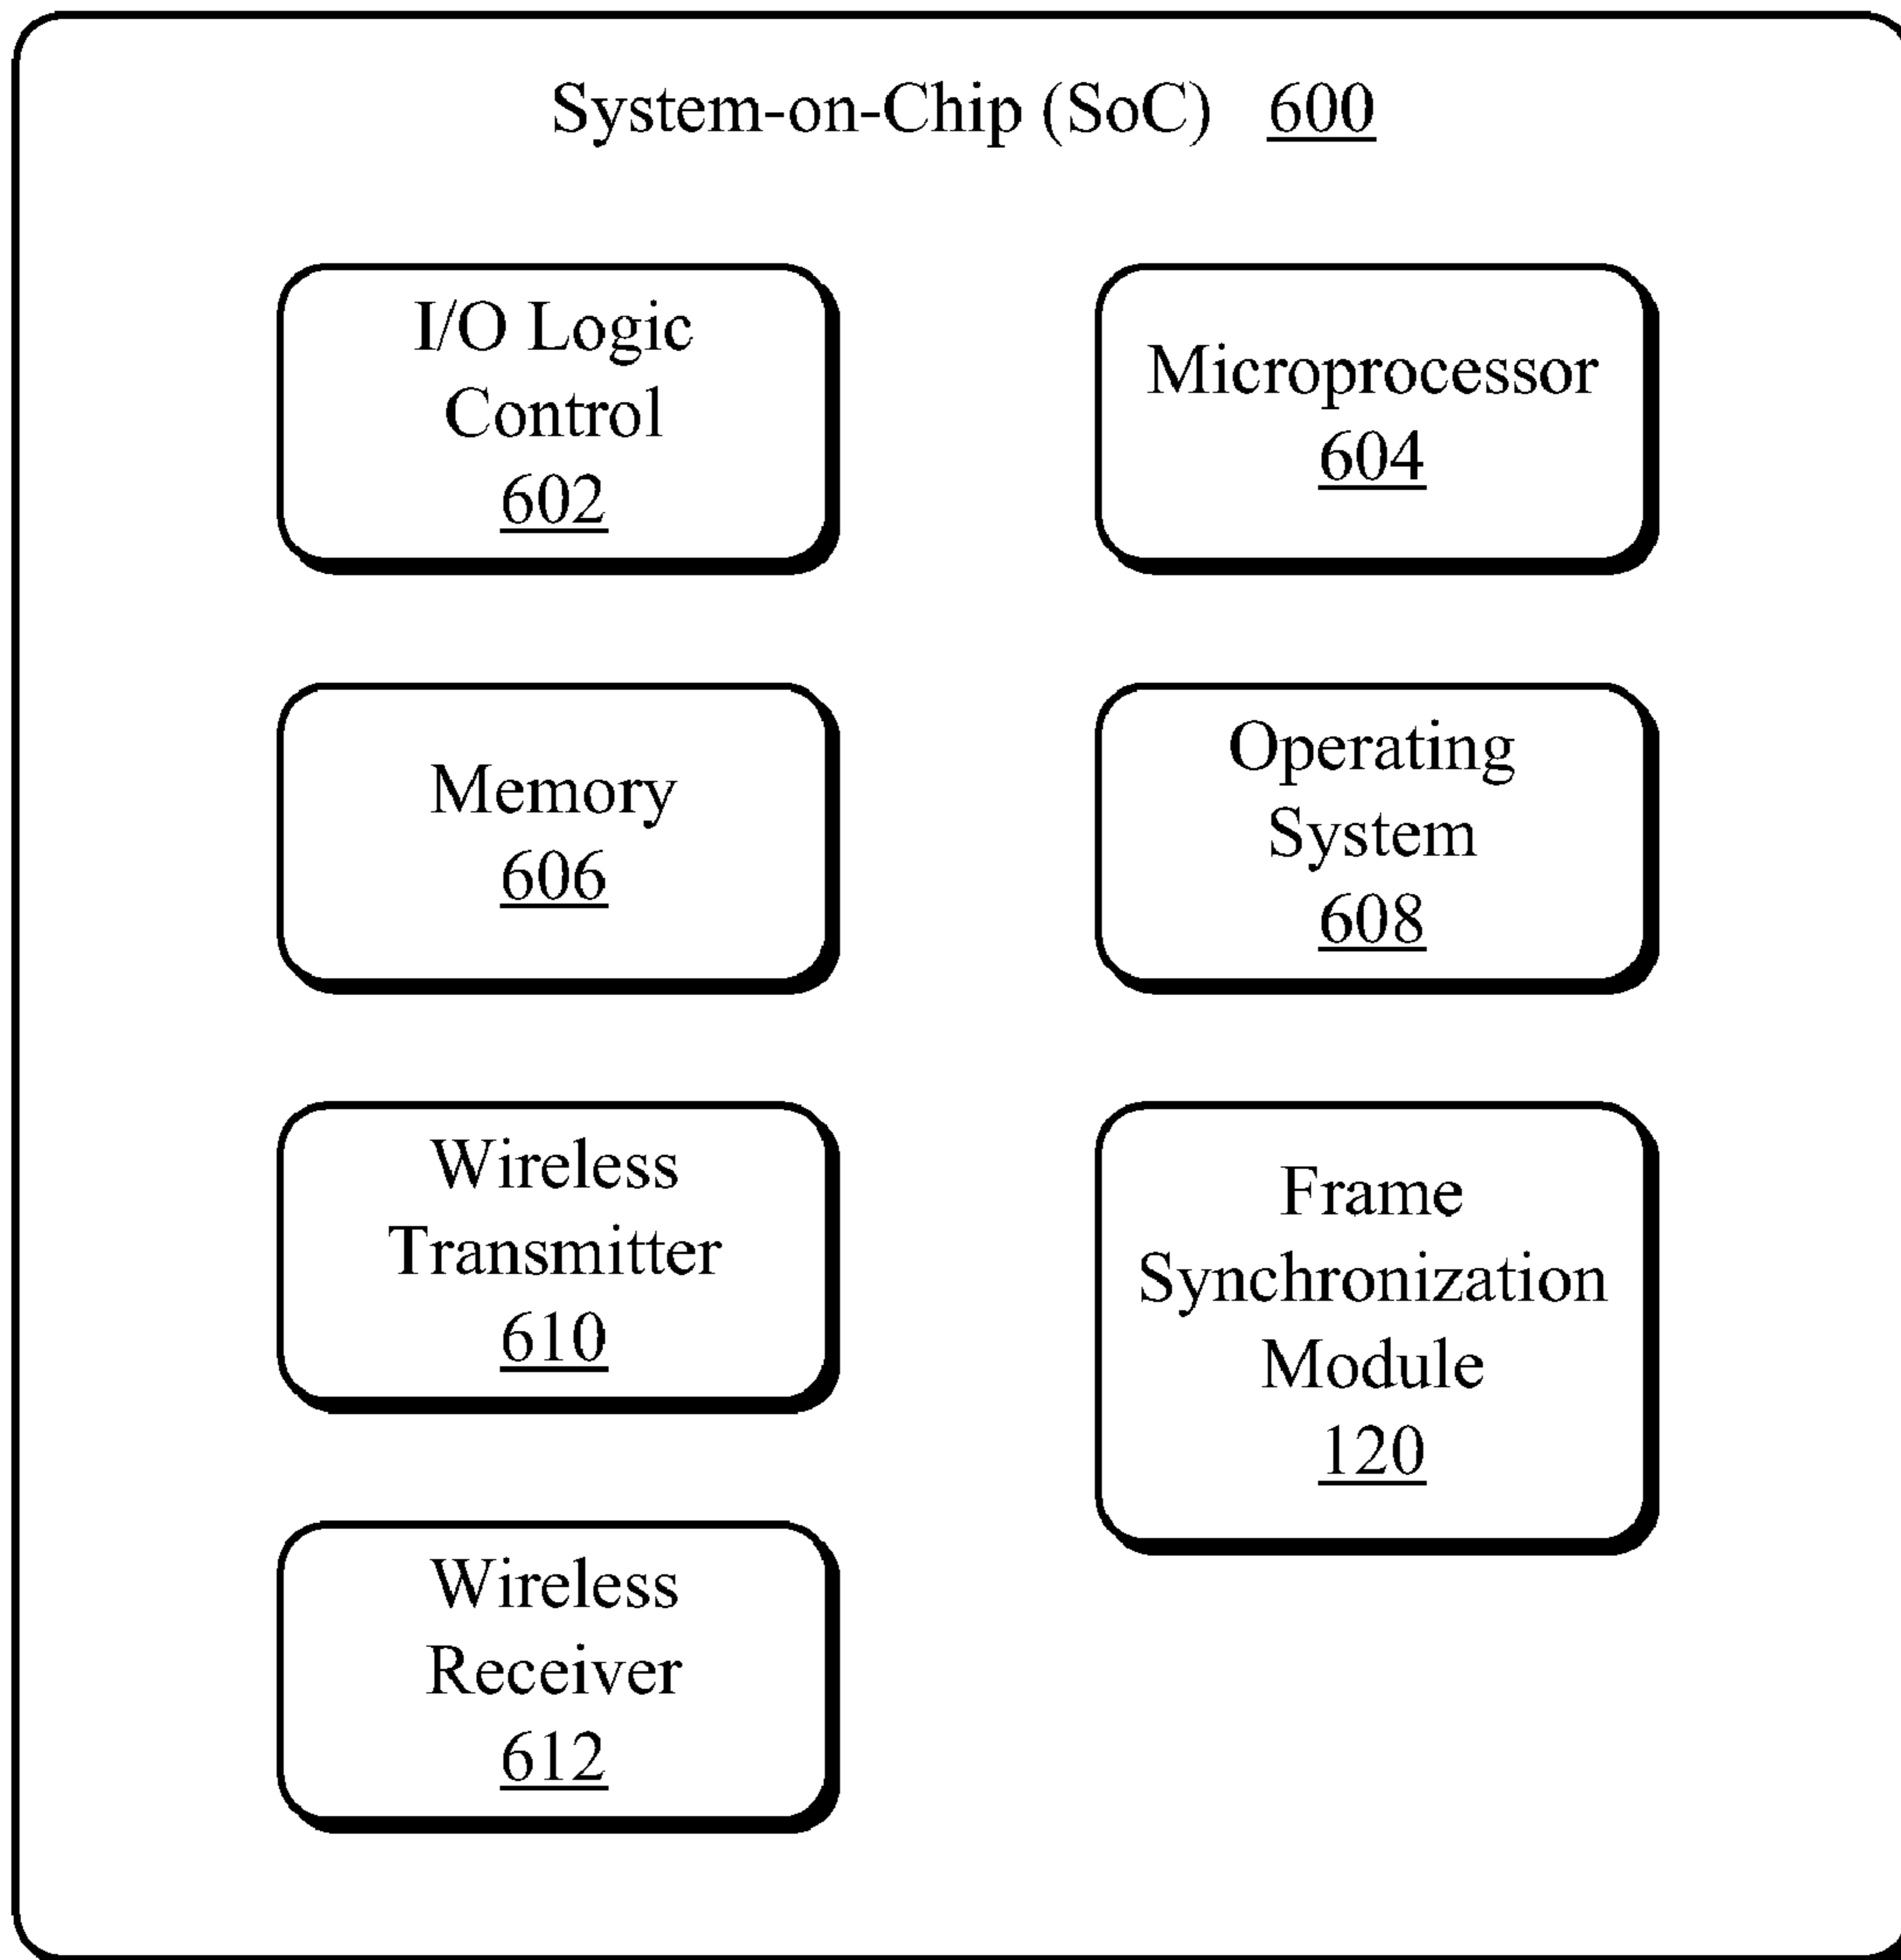 System-on-Chip (SoC) 600
I/O Logic
Control
602
Microprocessor
604
Memory
606
Operating
System
608
Wireless
Transmitter
610
Frame
Synchronization
Module
120
Wireless
Receiver
612